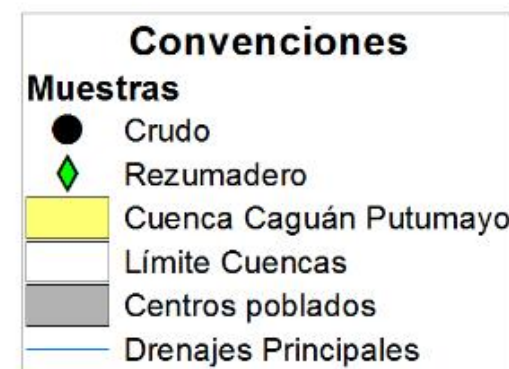 Convenciones
Muestras
Crudo
Rezumadero
Cuenca Caguán Putumayo
Límite Cuencas
Centros poblados
Drenajes Principales